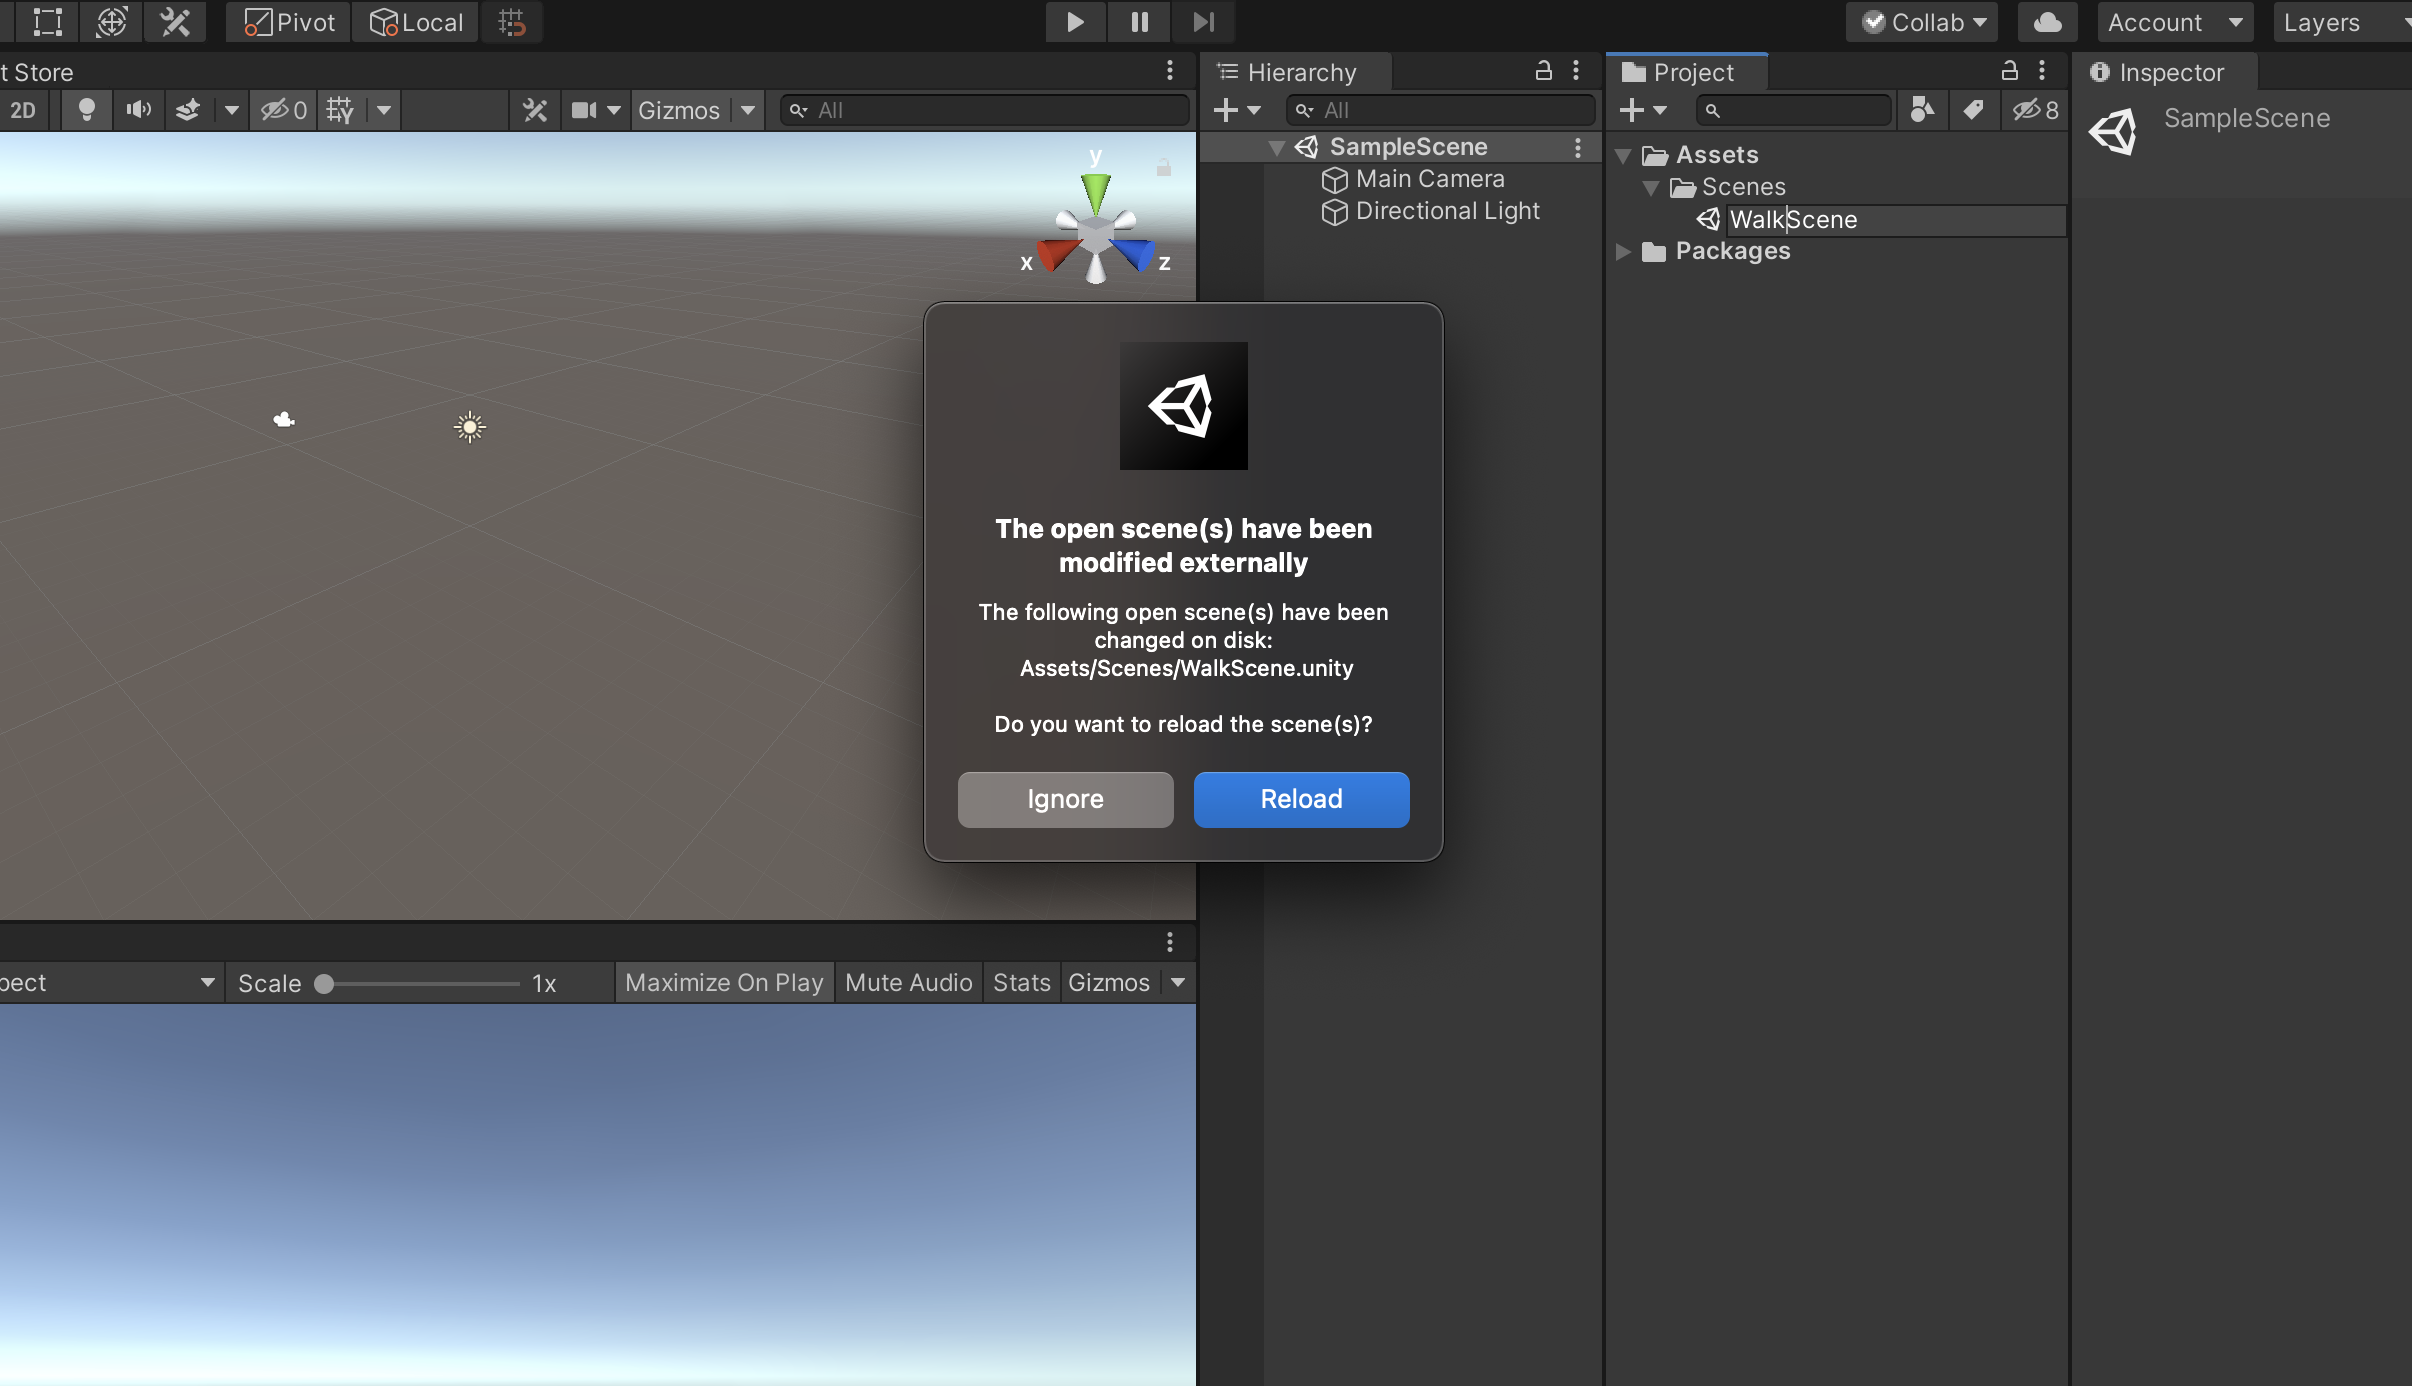 Pivot Local
Collab Account Layers
t Store
2D 0 Gizmos All
Hierarchy
All
SampleScene
Main Camera
Directional Light
Project
8
Assets
Scenes
WalkScene
Packages
Inspector
SampleScene
y
x z
The open scene(s) have been
modified externally
The following open scene(s) have been
changed on disk:
Assets/Scenes/WalkScene.unity
Do you want to reload the scene(s)?
Ignore Reload
pect Scale 1x Maximize On Play Mute Audio Stats Gizmos